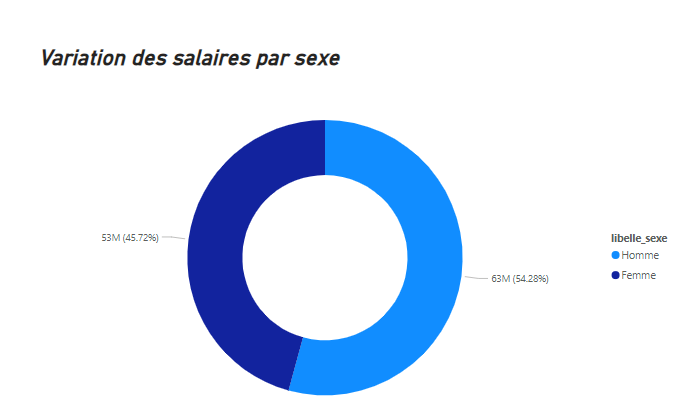 Variation des salaires par sexe
53M (45.72%)
libelle_sexe
Homme
Femme
63M (54.28%)